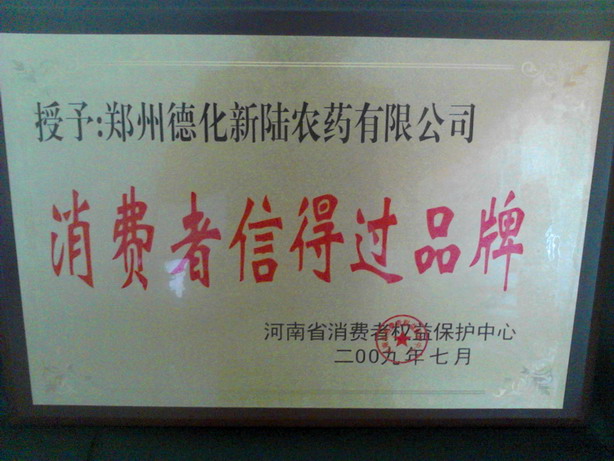 授予:郑州德化新陆农药有限公司
消费者信得过品牌
河南省消费者权益保护中心
二00九年七月